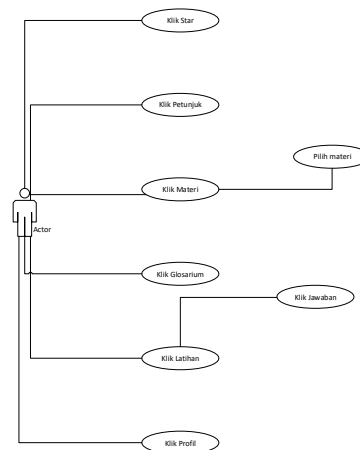 Klik Star
Klik Petunjuk
Pilih materi
Klik Materi
Actor
Klik Glosarium
Klik Jawaban
Klik Latihan
Klik Profil